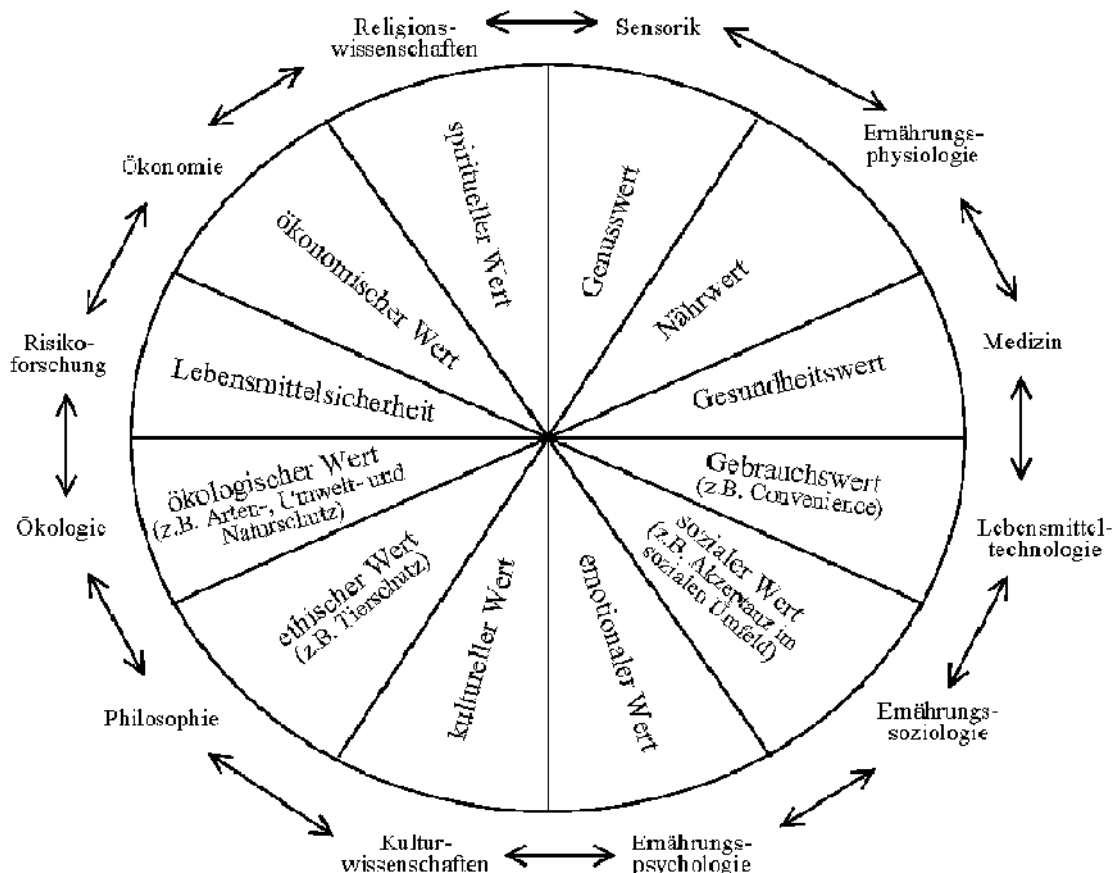 Religions-
wissenschaften
Sensorik
Ernährungs-
physiologie
Medizin
Lebensmittel-
technologie
Ernährungs-
soziologie
Ernährungs-
psychologie
Kultur-
wissenschaften
Philosophie
Ökologie
Risiko-
forschung
Ökonomie
spiritueller Wert
Genusswert
Nährwert
Gesundheitswert
Gebrauchswert
(z.B. Convenience)
sozialer Wert
(z.B. Akzeptanz im
sozialen Umfeld)
emotionaler Wert
kultureller Wert
ethischer Wert
(z.B. Tierschutz)
ökologischer Wert
(z.B. Arten-, Umwelt- und
Naturschutz)
Lebensmittelsicherheit
ökonomischer Wert